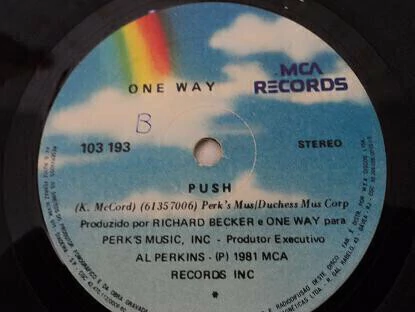 ONE WAY
MCA
RECORDS
B
103 193
STEREO
PUSH
(K. McCord) (61357006) Perk's Mus/Duchess Mus Corp
Produzido por RICHARD BECKER e ONE WAY para
PERK'S MUSIC, INC - Produtor Executivo
AL PERKINS - (P) 1981 MCA
RECORDS INC
*